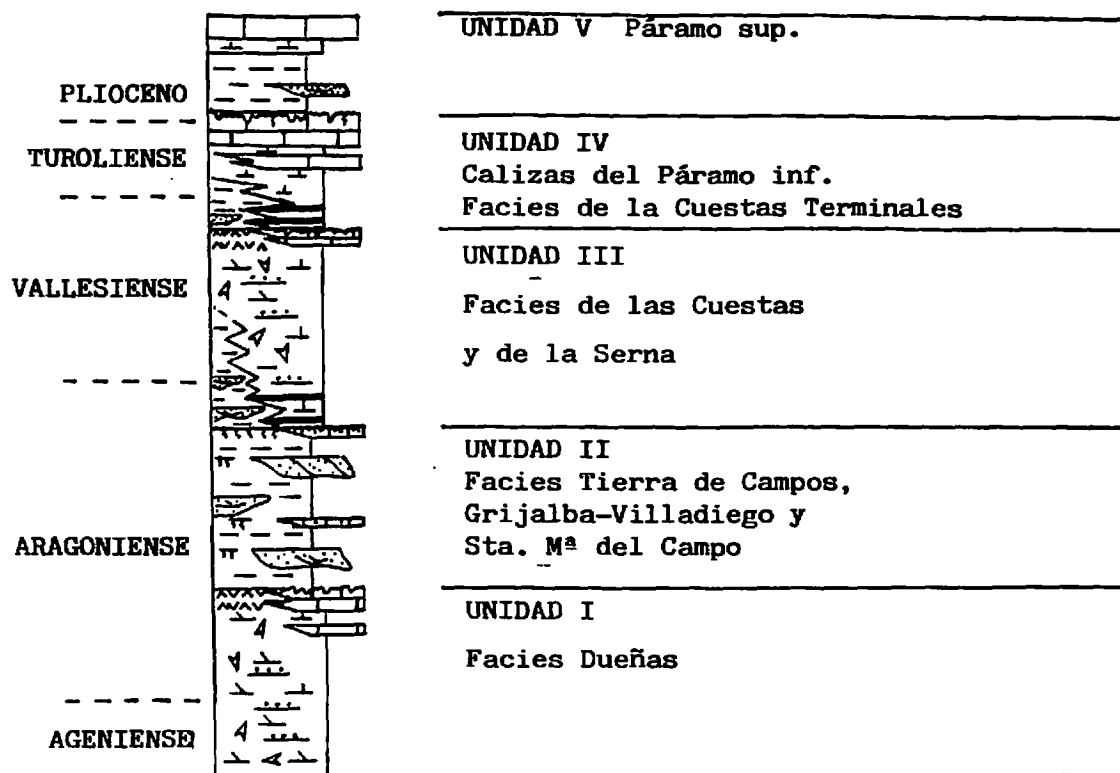 UNIDAD V Páramo sup.
PLIOCENO
UNIDAD IV
TUROLIENSE
Calizas del Páramo inf.
Facies de la Cuestas Terminales
UNIDAD III
VALLESIENSE
Facies de las Cuestas
y de la Serna
UNIDAD II
Facies Tierra de Campos,
Grijalba-Villadiego y
ARAGONIENSE
Sta. Mª del Campo
UNIDAD I
Facies Dueñas
AGENIENSE